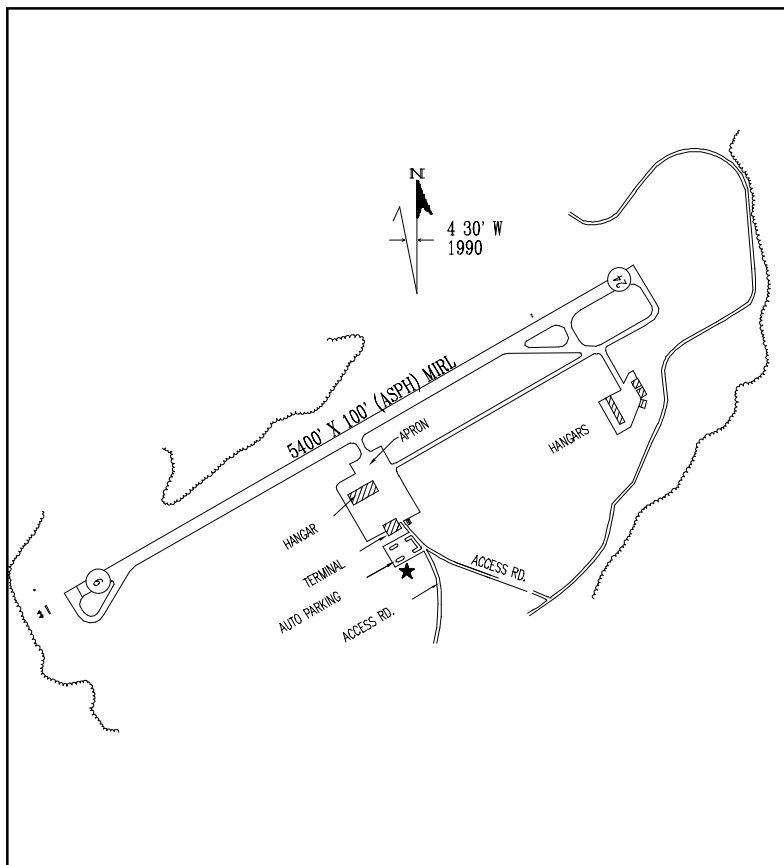 N
4 30' W
1990
24
5400' X 100' (ASPH) MIRL
APRON
HANGARS
HANGAR
TERMINAL
ACCESS RD.
AUTO PARKING
6
ACCESS RD.